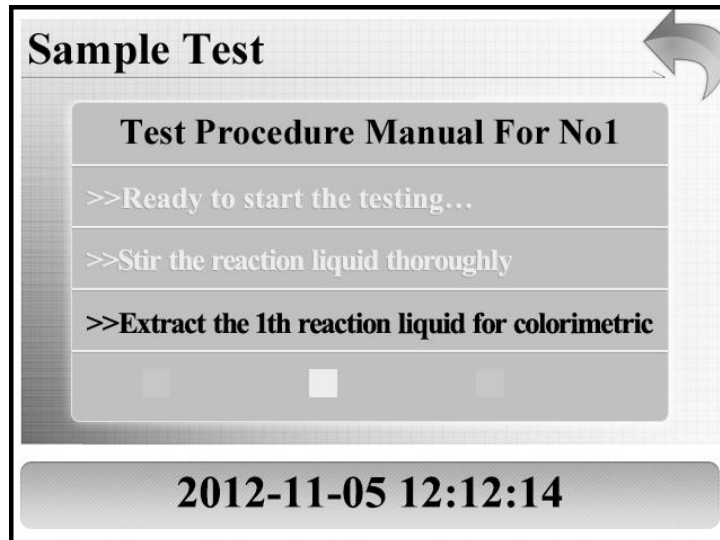 Sample Test
Test Procedure Manual For No1
>>Ready to start the testing…
>>Stir the reaction liquid thoroughly
>>Extract the 1th reaction liquid for colorimetric
2012-11-05 12:12:14